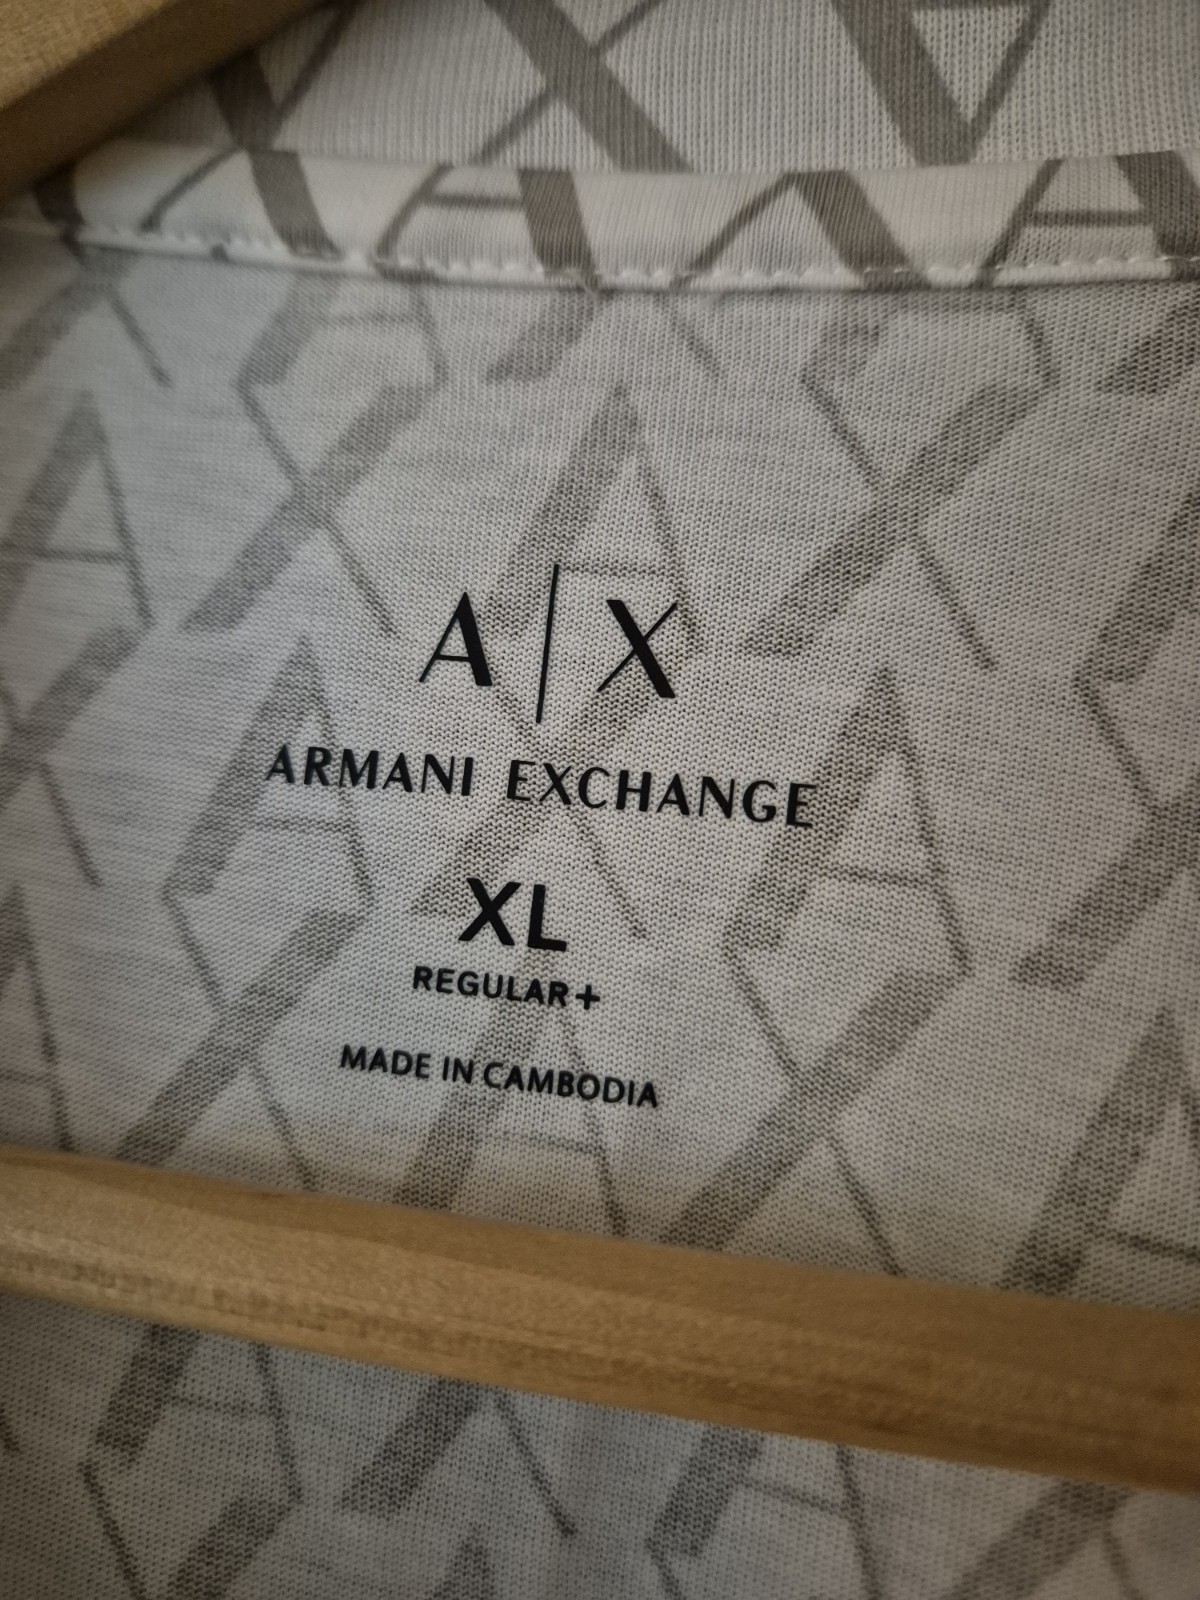 A|X
ARMANI EXCHANGE
XL
REGULAR+
MADE IN CAMBODIA